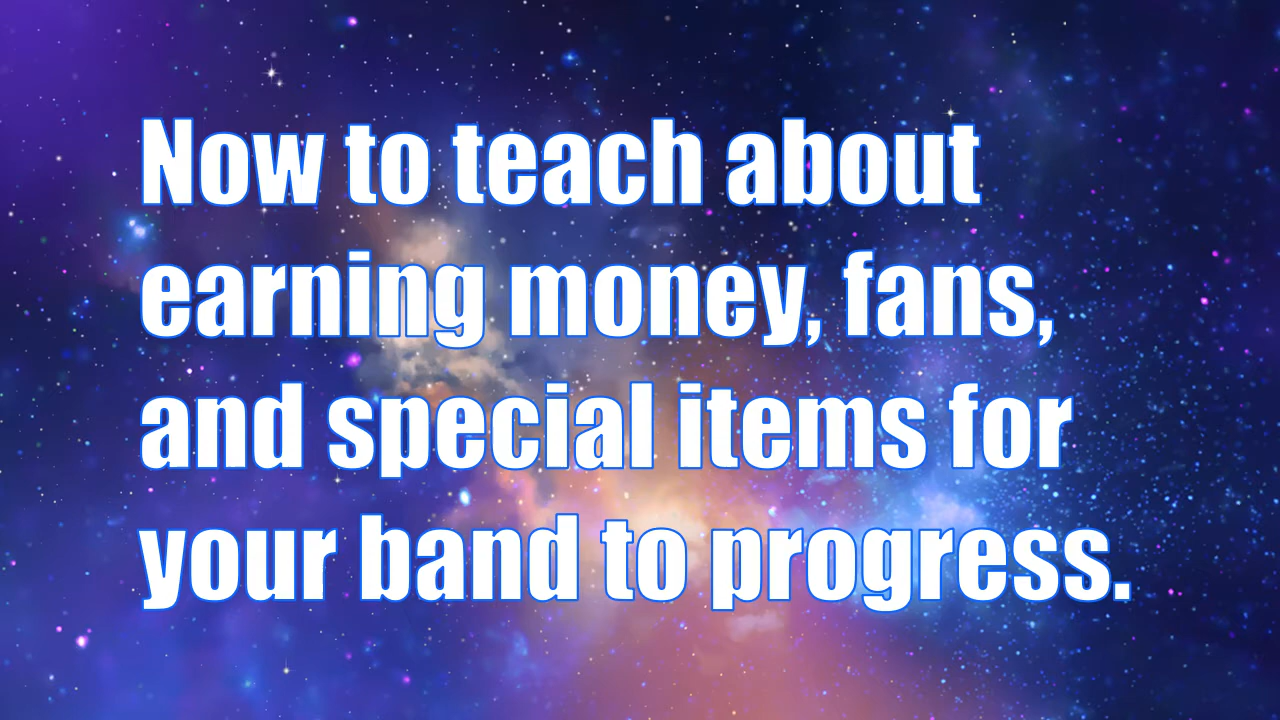 Now to teach about
earning money, fans,
and special items for
your band to progress.